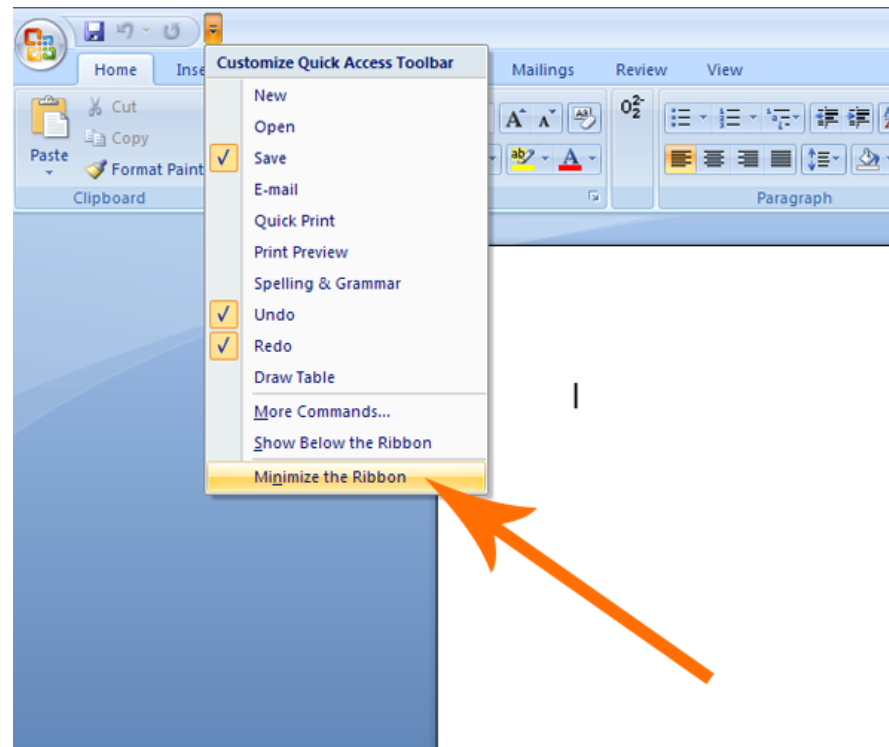 Home Inse Mailings Review View
Customize Quick Access Toolbar
New
Open
Save
E-mail
Quick Print
Print Preview
Spelling & Grammar
Undo
Redo
Draw Table
More Commands...
Show Below the Ribbon
Minimize the Ribbon
Cut
Copy
Paste
Format Paint
Clipboard
Paragraph